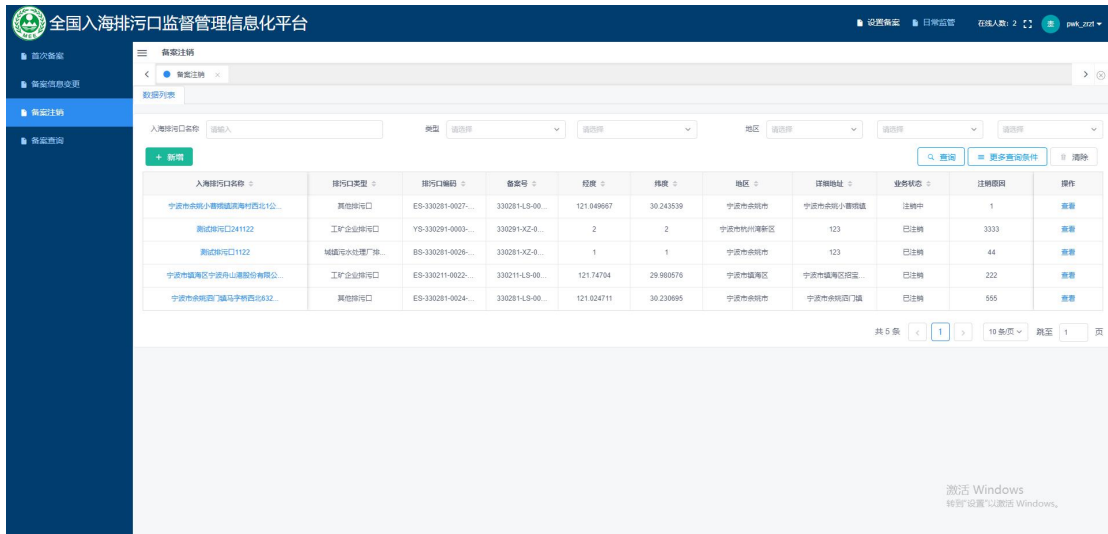 全国入海排污口监督管理信息化平台
设置备案 日常监管 在线人数: 2 pwk_zrzt
首次备案
备案信息变更
备案注销
备案查询
备案注销
备案注销 ×
数据列表
入海排污口名称 请输入 类型 请选择 请选择 地区 请选择 请选择 请选择
+ 新增 查询 更多查询条件 清除
入海排污口名称 排污口类型 排污口编码 备案号 经度 纬度 地区 详细地址 业务状态 注销原因 操作
宁波市余姚小曹娥镇滨海村西北1公... 其他排污口 ES-330281-0027-... 330281-LS-00... 121.049667 30.243539 宁波市余姚市 宁波市余姚小曹娥镇 注销中 1 查看
测试排污口241122 工矿企业排污口 YS-330291-0003-... 330291-XZ-0... 2 2 宁波市杭州湾新区 123 已注销 3333 查看
测试排污口1122 城镇污水处理厂排... BS-330281-0026-... 330281-XZ-0... 1 1 宁波市余姚市 123 已注销 44 查看
宁波市镇海区宁波舟山港股份有限公... 工矿企业排污口 ES-330211-0022-... 330211-LS-00... 121.74704 29.980576 宁波市镇海区 宁波市镇海区招宝... 已注销 222 查看
宁波市余姚泗门镇马字桥西北632... 其他排污口 ES-330281-0024-... 330281-LS-00... 121.024711 30.230695 宁波市余姚市 宁波市余姚泗门镇 已注销 555 查看
共 5 条 < 1 > 10 条/页 跳至 1 页
激活 Windows
转到"设置"以激活 Windows。